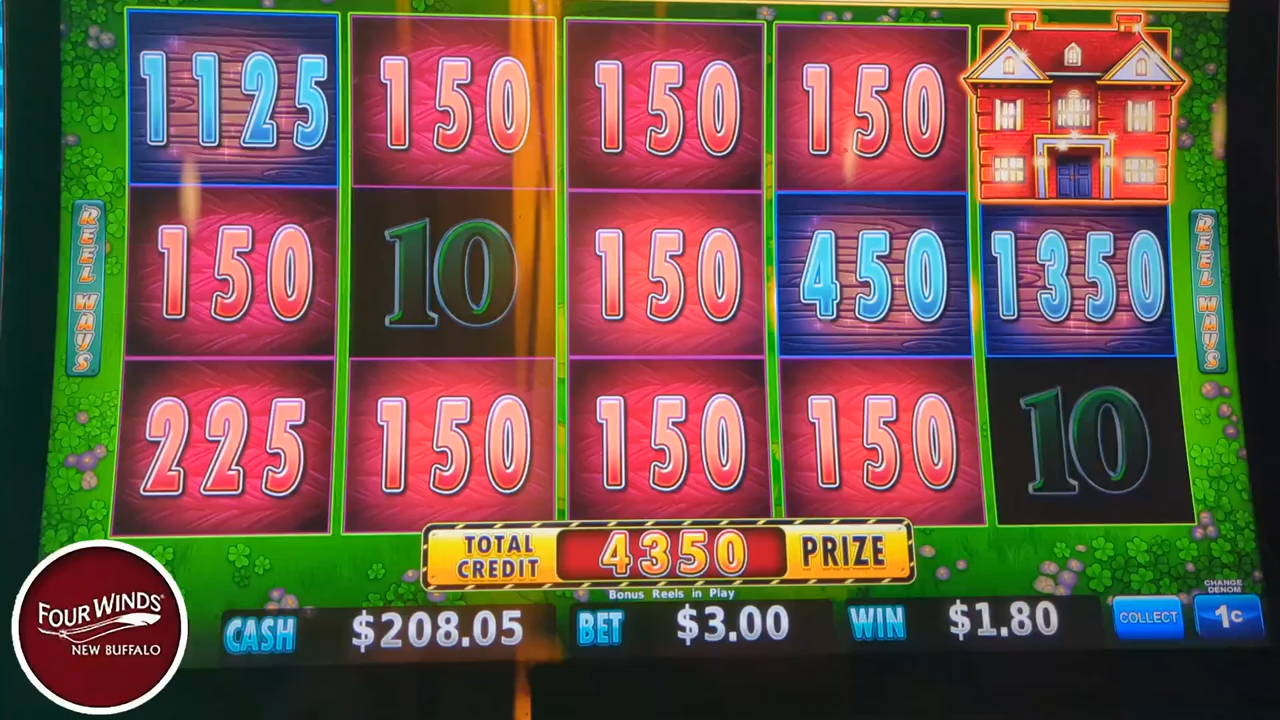 1125 150 150 150
150 10 150 450 1350
225 150 150 150 10
REEL WAYS
REEL WAYS
TOTAL CREDIT 4350 PRIZE
Bonus Reels in Play
CASH $208.05 BET $3.00 WIN $1.80
COLLECT
CHANGE DENOM
1¢
FOUR WINDS®
NEW BUFFALO